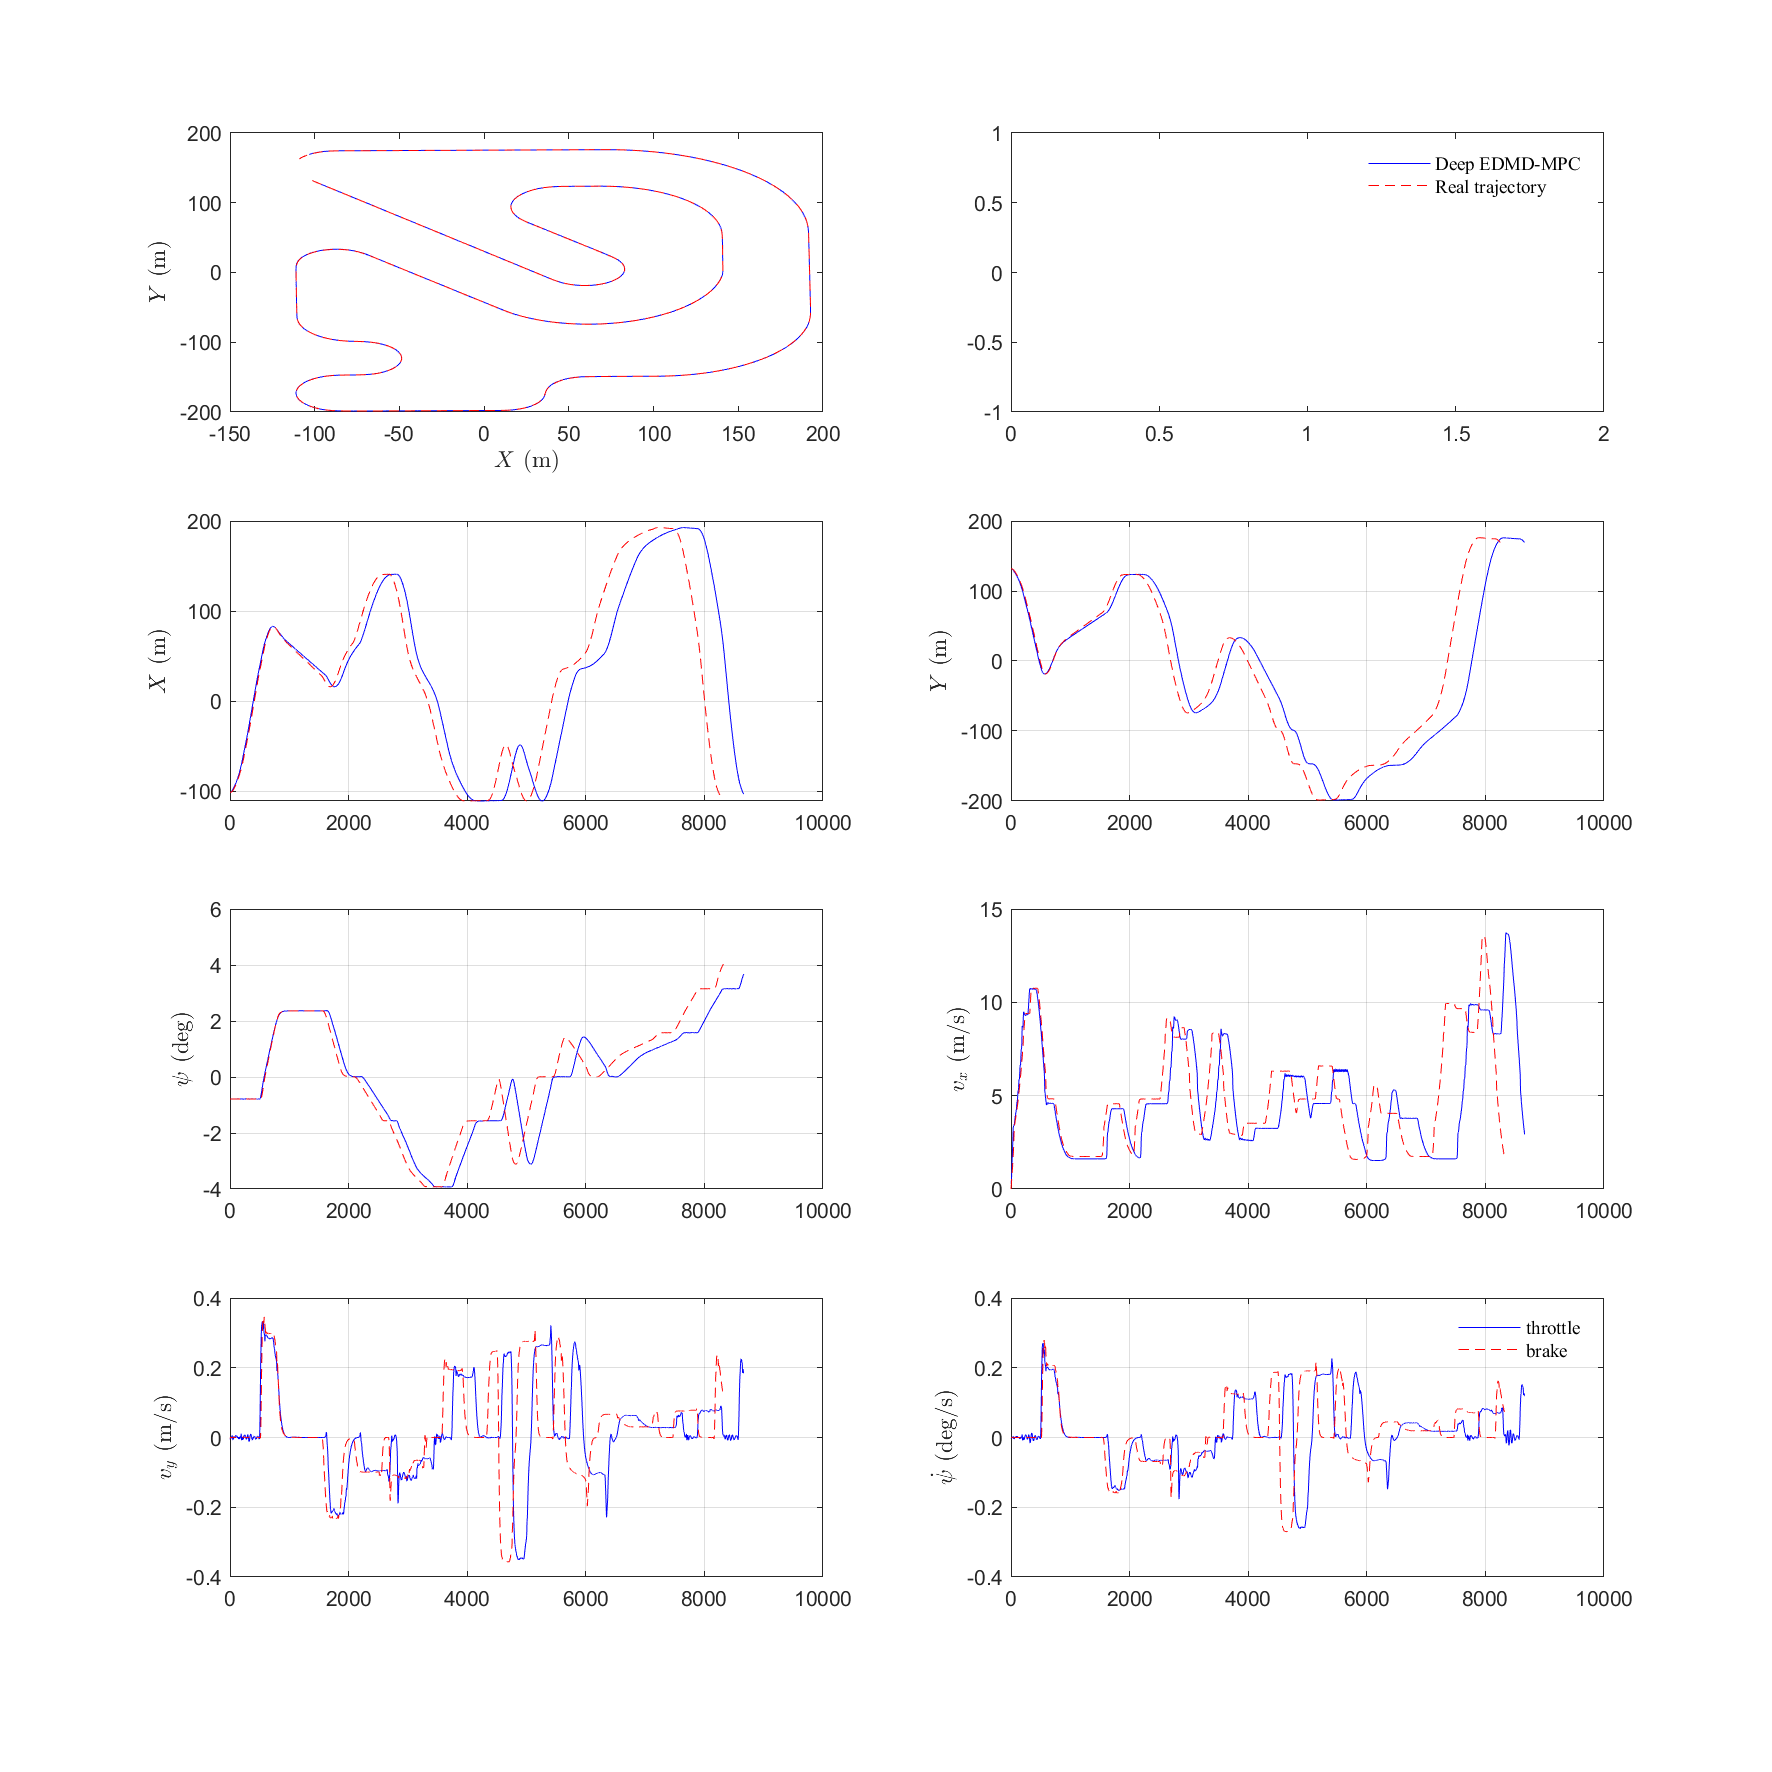 200
100
0
-100
-200
-150 -100 -50 0 50 100 150 200
X (m)
Y (m)
1
0.5
0
-0.5
-1
0 0.5 1 1.5 2
Deep EDMD-MPC
Real trajectory
200
100
0
-100
0 2000 4000 6000 8000 10000
X (m)
200
100
0
-100
-200
0 2000 4000 6000 8000 10000
Y (m)
6
4
2
0
-2
-4
0 2000 4000 6000 8000 10000
ψ (deg)
15
10
5
0
0 2000 4000 6000 8000 10000
vₓ (m/s)
0.4
0.2
0
-0.2
-0.4
0 2000 4000 6000 8000 10000
v_y (m/s)
0.4
0.2
0
-0.2
-0.4
0 2000 4000 6000 8000 10000
ψ̇ (deg/s)
throttle
brake